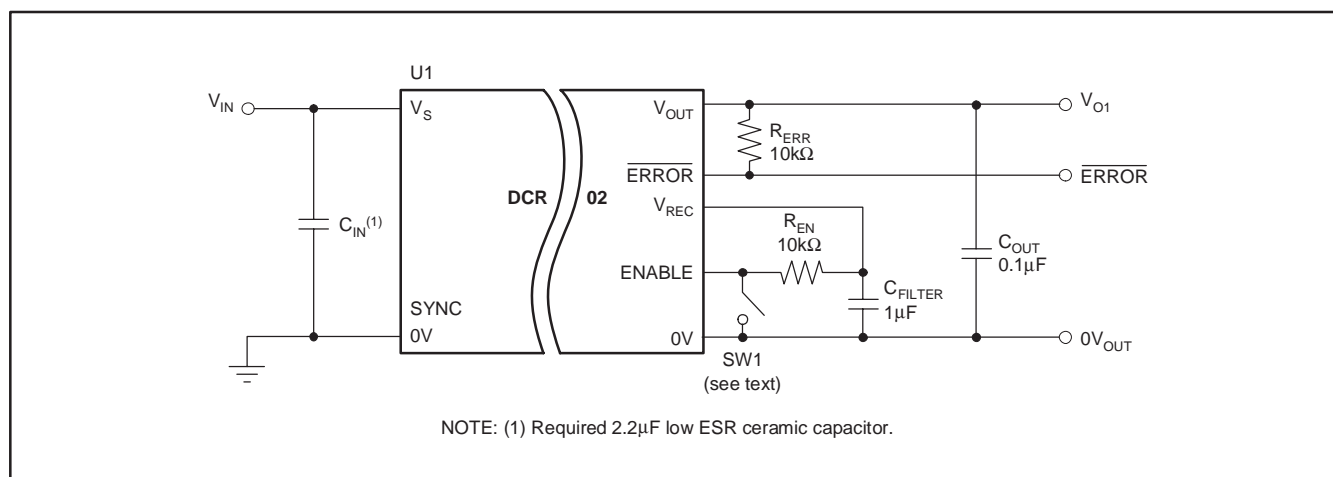 U1
V_IN
V_S
V_OUT
V_O1
R_ERR
10kΩ
ERROR
ERROR
DCR
02
V_REC
C_IN(1)
R_EN
10kΩ
C_OUT
0.1μF
ENABLE
C_FILTER
1μF
SYNC
0V
0V
0V_OUT
SW1
(see text)
NOTE: (1) Required 2.2μF low ESR ceramic capacitor.